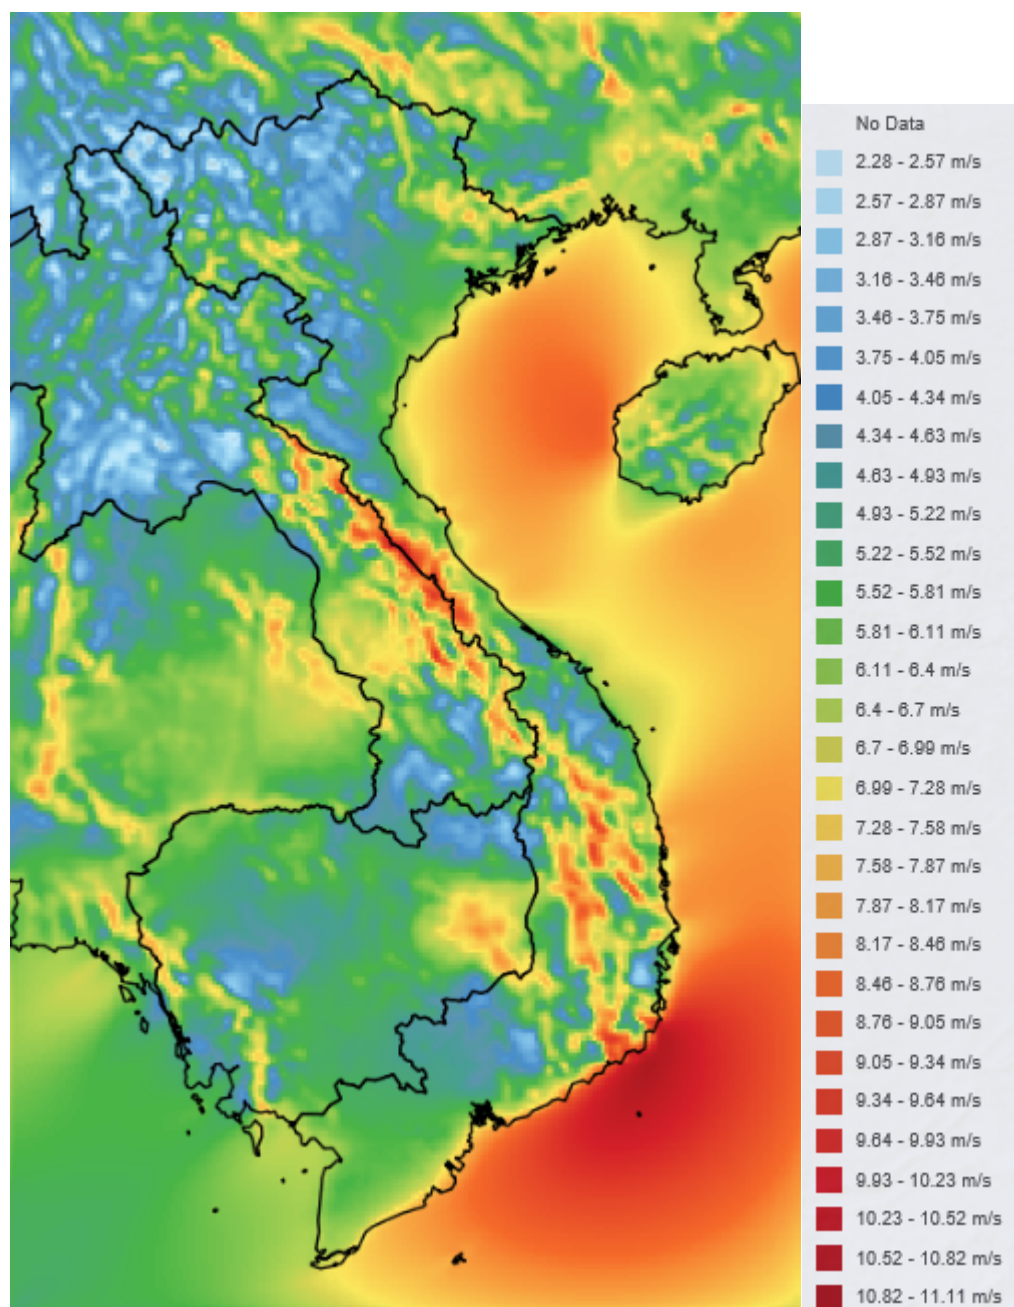 No Data
2.28 - 2.57 m/s
2.57 - 2.87 m/s
2.87 - 3.16 m/s
3.16 - 3.46 m/s
3.46 - 3.75 m/s
3.75 - 4.05 m/s
4.05 - 4.34 m/s
4.34 - 4.63 m/s
4.63 - 4.93 m/s
4.93 - 5.22 m/s
5.22 - 5.52 m/s
5.52 - 5.81 m/s
5.81 - 6.11 m/s
6.11 - 6.4 m/s
6.4 - 6.7 m/s
6.7 - 6.99 m/s
6.99 - 7.28 m/s
7.28 - 7.58 m/s
7.58 - 7.87 m/s
7.87 - 8.17 m/s
8.17 - 8.46 m/s
8.46 - 8.76 m/s
8.76 - 9.05 m/s
9.05 - 9.34 m/s
9.34 - 9.64 m/s
9.64 - 9.93 m/s
9.93 - 10.23 m/s
10.23 - 10.52 m/s
10.52 - 10.82 m/s
10.82 - 11.11 m/s